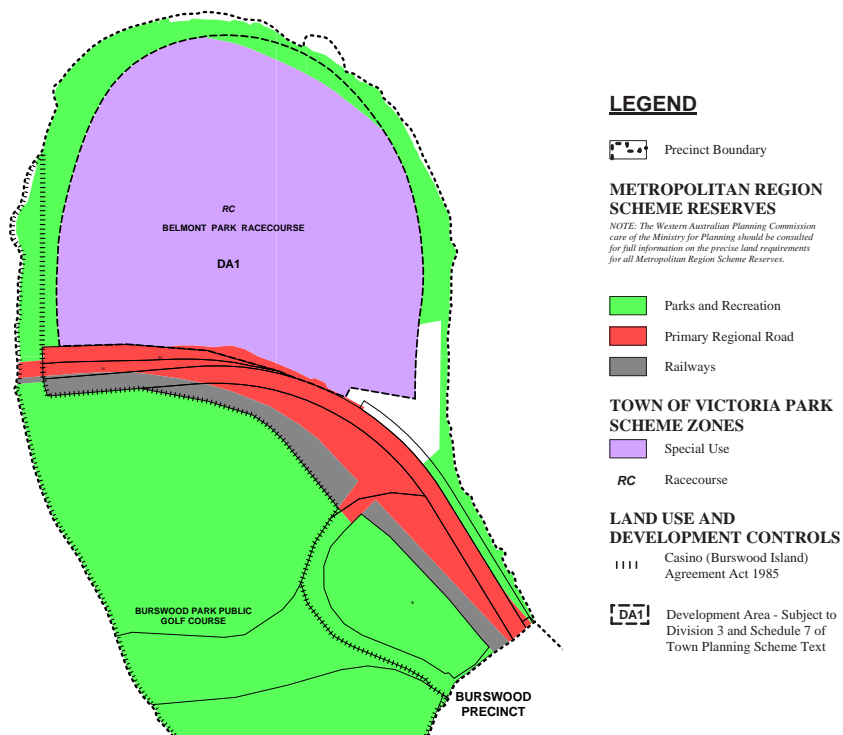 RC
BELMONT PARK RACECOURSE
DA1
BURSWOOD PARK PUBLIC
GOLF COURSE
BURSWOOD
PRECINCT
LEGEND
Precinct Boundary
METROPOLITAN REGION
SCHEME RESERVES
NOTE: The Western Australian Planning Commission
care of the Ministry for Planning should be consulted
for full information on the precise land requirements
for all Metropolitan Region Scheme Reserves.
Parks and Recreation
Primary Regional Road
Railways
TOWN OF VICTORIA PARK
SCHEME ZONES
Special Use
RC Racecourse
LAND USE AND
DEVELOPMENT CONTROLS
Casino (Burswood Island)
Agreement Act 1985
DA1 Development Area - Subject to
Division 3 and Schedule 7 of
Town Planning Scheme Text